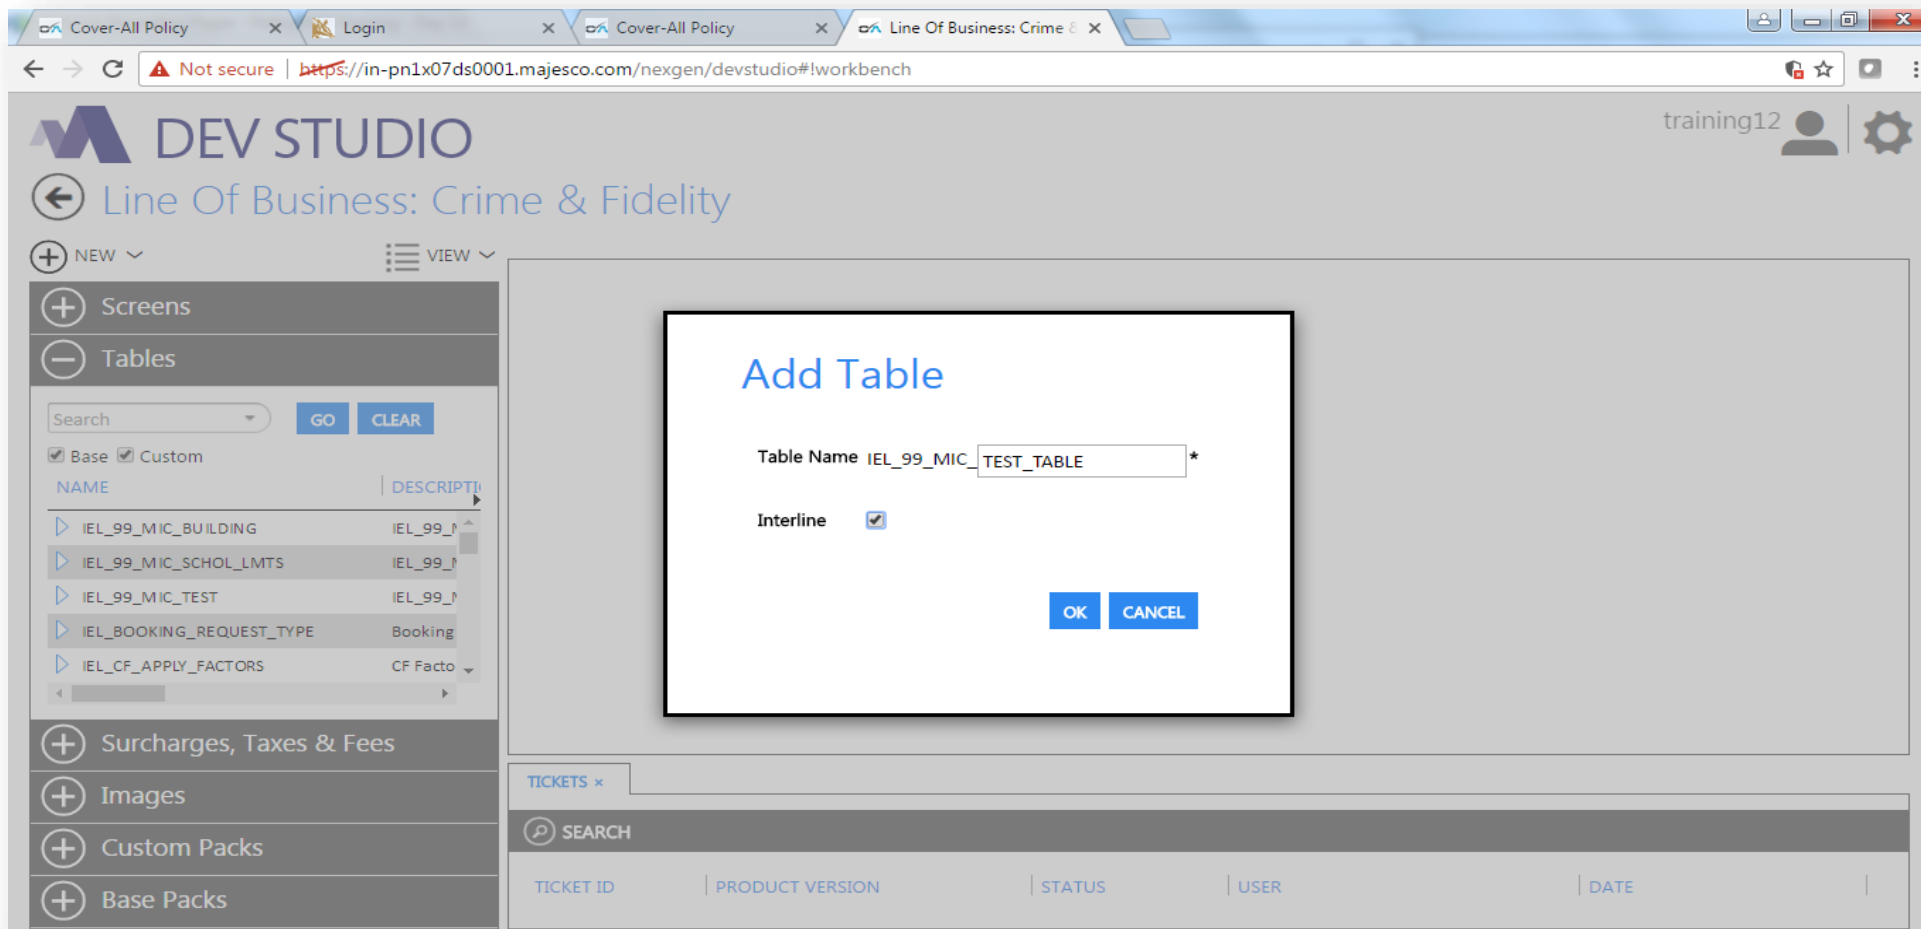 Cover-All Policy
Login
Cover-All Policy
Line Of Business: Crime &
Not secure | https://in-pn1x07ds0001.majesco.com/nexgen/devstudio#!workbench
DEV STUDIO
training12
Line Of Business: Crime & Fidelity
NEW
VIEW
Screens
Tables
Search
GO
CLEAR
Base
Custom
NAME
DESCRIPTI
IEL_99_MIC_BUILDING
IEL_99_M
IEL_99_MIC_SCHOL_LMTS
IEL_99_M
IEL_99_MIC_TEST
IEL_99_M
IEL_BOOKING_REQUEST_TYPE
Booking
IEL_CF_APPLY_FACTORS
CF Facto
Surcharges, Taxes & Fees
Images
Custom Packs
Base Packs
Add Table
Table Name IEL_99_MIC_ TEST_TABLE *
Interline
OK
CANCEL
TICKETS ×
SEARCH
TICKET ID
PRODUCT VERSION
STATUS
USER
DATE